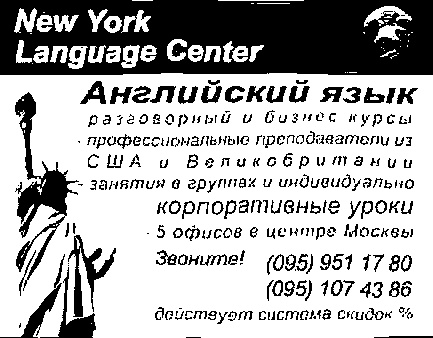 New York
Language Center
Английский язык
разговорный и бизнес курсы
· профессиональные преподаватели из
США и Великобритании
· занятия в группах и индивидуально
корпоративные уроки
· 5 офисов в центре Москвы
Звоните! (095) 951 17 80
(095) 107 43 86
действует система скидок %